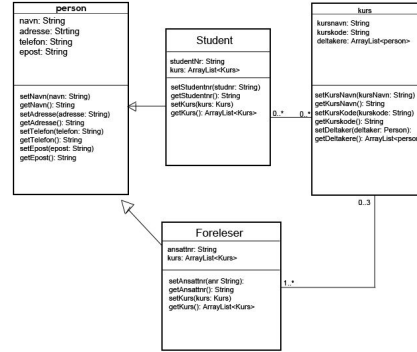 person
navn: String
adresse: Strring
telefon: String
epost: String
setNavn(navn: String)
getNavn(): String
setAdresse(adresse: String)
getAdresse(): String
setTelefon(telefon: String)
getTelefon(): String
setEpost(epost: String)
getEpost(): String
Student
studentNr: String
kurs: ArrayList<Kurs>
setStudentnr(studnr: String)
getStudentnr(): String
setKurs(kurs: Kurs)
getKurs(): ArrayList<Kurs>
0..*
0..*
kurs
kursnavn: String
kurskode: String
deltakere: ArrayList<person>
setKursNavn(kursNavn: String)
getKursNavn(): String
setKursKode(kurskode: String)
getKurskode(): String
setDeltaker(deltaker: Person):
getDeltakere(): ArrayList<person
0..3
1..*
Foreleser
ansattnr: String
kurs: ArrayList<Kurs>
setAnsattnr(anr String):
getAnsattnr(): String
setKurs(kurs: Kurs)
getKurs(): ArrayList<Kurs>